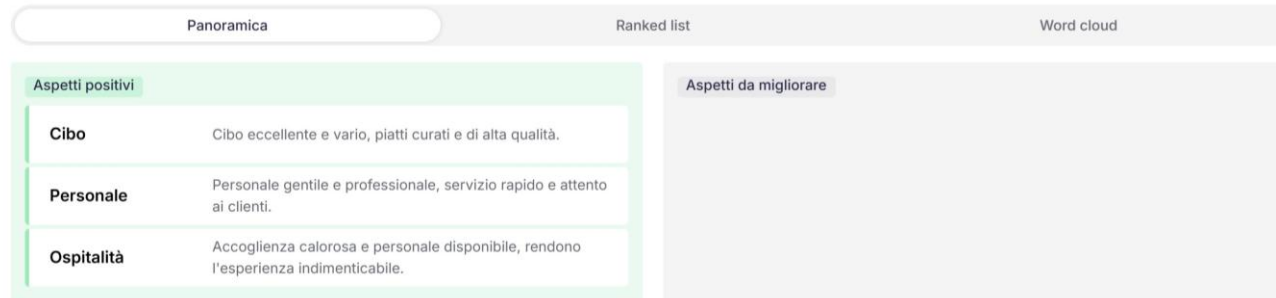 Panoramica
Ranked list
Word cloud
Aspetti positivi
Cibo
Cibo eccellente e vario, piatti curati e di alta qualità.
Personale
Personale gentile e professionale, servizio rapido e attento
ai clienti.
Ospitalità
Accoglienza calorosa e personale disponibile, rendono
l'esperienza indimenticabile.
Aspetti da migliorare